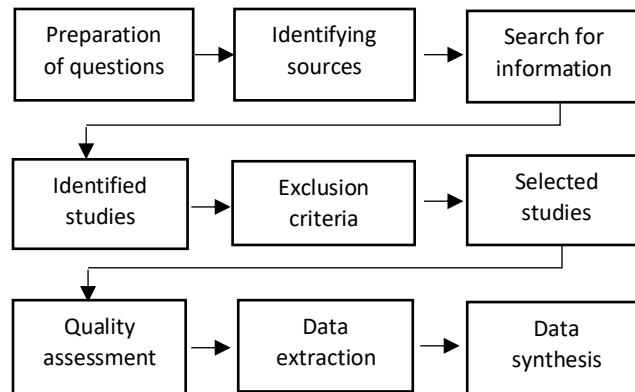 Preparation
of questions
Identifying
sources
Search for
information
Identified
studies
Exclusion
criteria
Selected
studies
Quality
assessment
Data
extraction
Data
synthesis